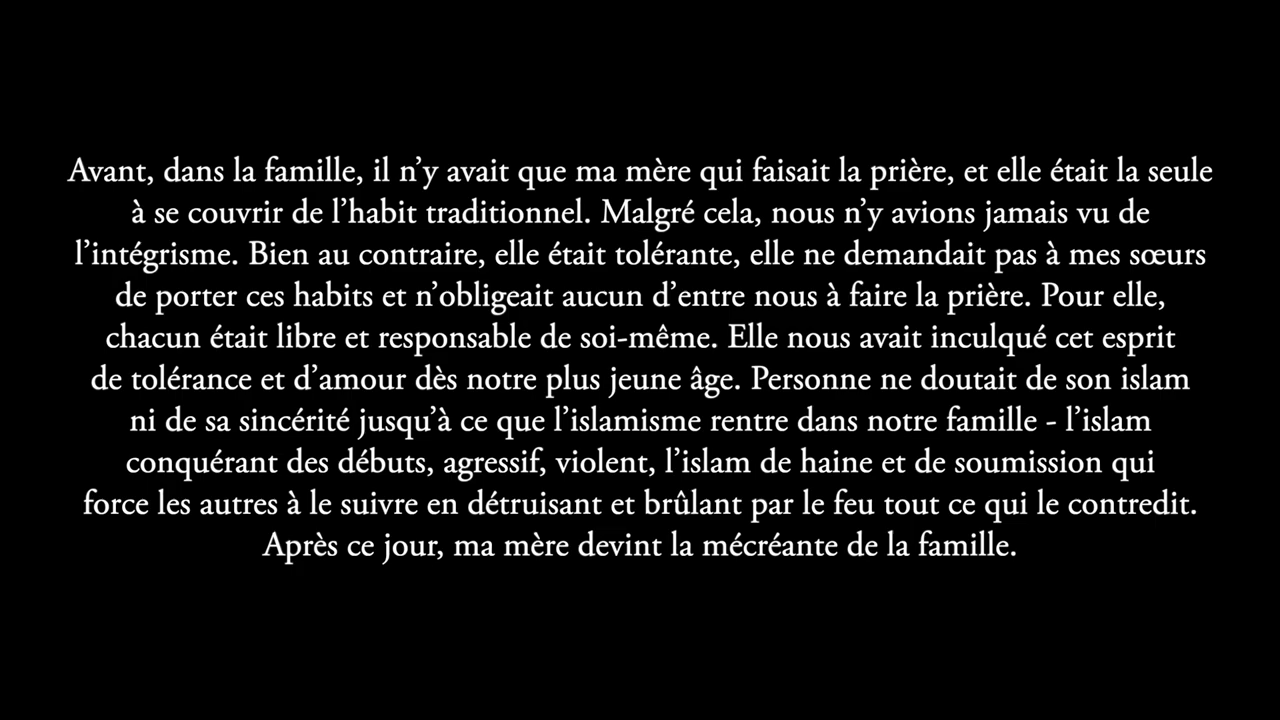 Avant, dans la famille, il n’y avait que ma mère qui faisait la prière, et elle était la seule
à se couvrir de l’habit traditionnel. Malgré cela, nous n’y avions jamais vu de
l’intégrisme. Bien au contraire, elle était tolérante, elle ne demandait pas à mes sœurs
de porter ces habits et n’obligeait aucun d’entre nous à faire la prière. Pour elle,
chacun était libre et responsable de soi-même. Elle nous avait inculqué cet esprit
de tolérance et d’amour dès notre plus jeune âge. Personne ne doutait de son islam
ni de sa sincérité jusqu’à ce que l’islamisme rentre dans notre famille - l’islam
conquérant des débuts, agressif, violent, l’islam de haine et de soumission qui
force les autres à le suivre en détruisant et brûlant par le feu tout ce qui le contredit.
Après ce jour, ma mère devint la mécréante de la famille.